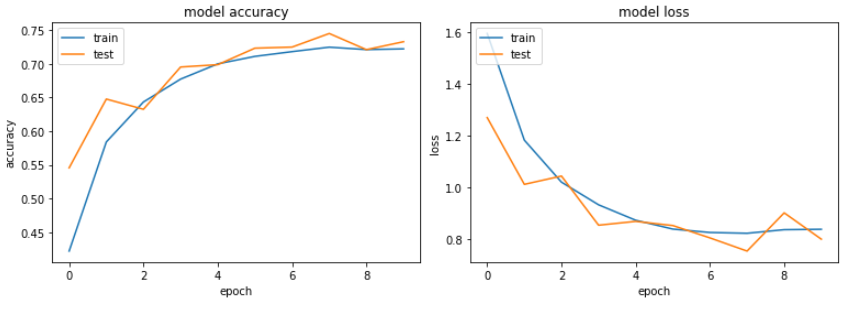 model accuracy
train
test
0.75
0.70
0.65
0.60
0.55
0.50
0.45
accuracy
0
2
4
6
8
epoch
model loss
train
test
1.6
1.4
1.2
1.0
0.8
loss
0
2
4
6
8
epoch